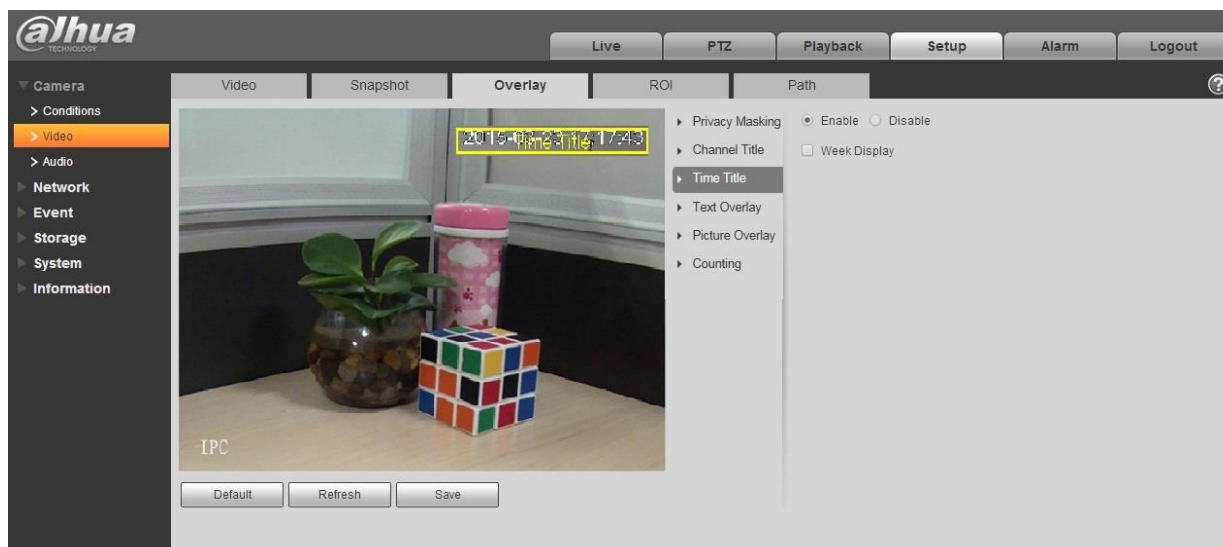 alhua
TECHNOLOGY
Live PTZ Playback Setup Alarm Logout
Camera
> Conditions
> Video
> Audio
Network
Event
Storage
System
Information
Video Snapshot Overlay ROI Path
?
Time Title
IPC
Default Refresh Save
Privacy Masking
Channel Title
Time Title
Text Overlay
Picture Overlay
Counting
Enable Disable
Week Display